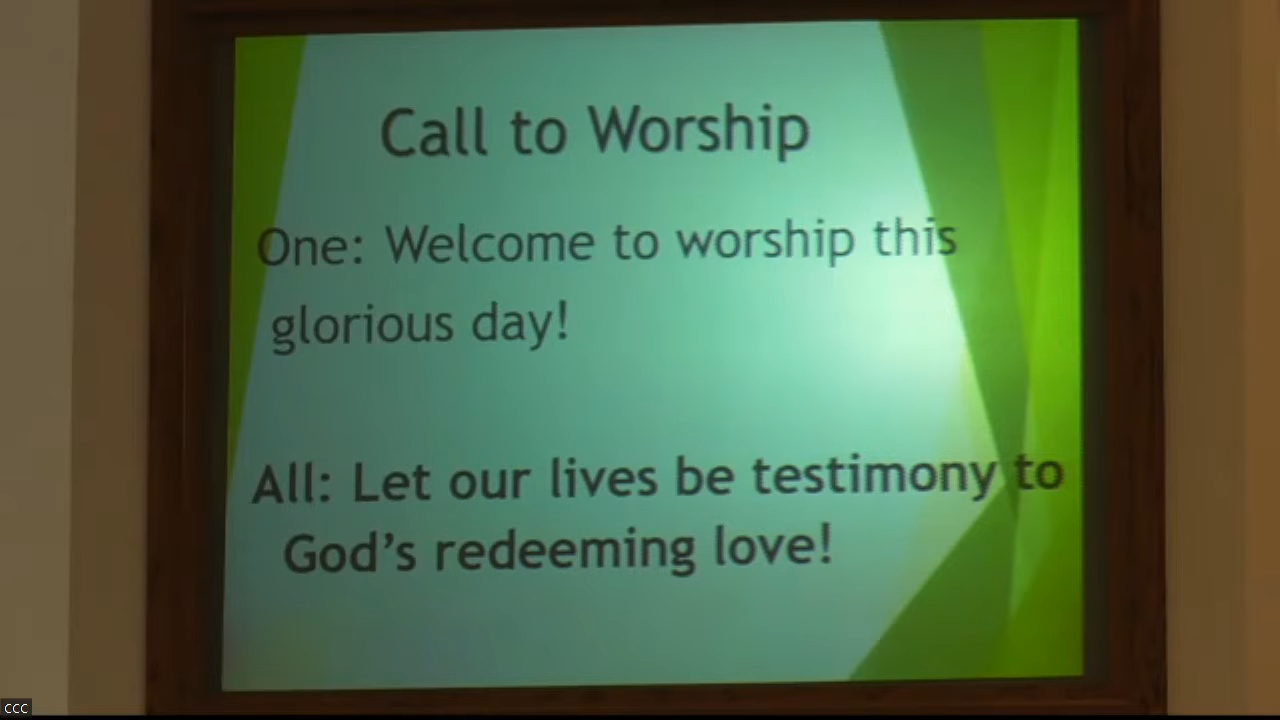 Call to Worship
One: Welcome to worship this
glorious day!
All: Let our lives be testimony to
God’s redeeming love!
ccc